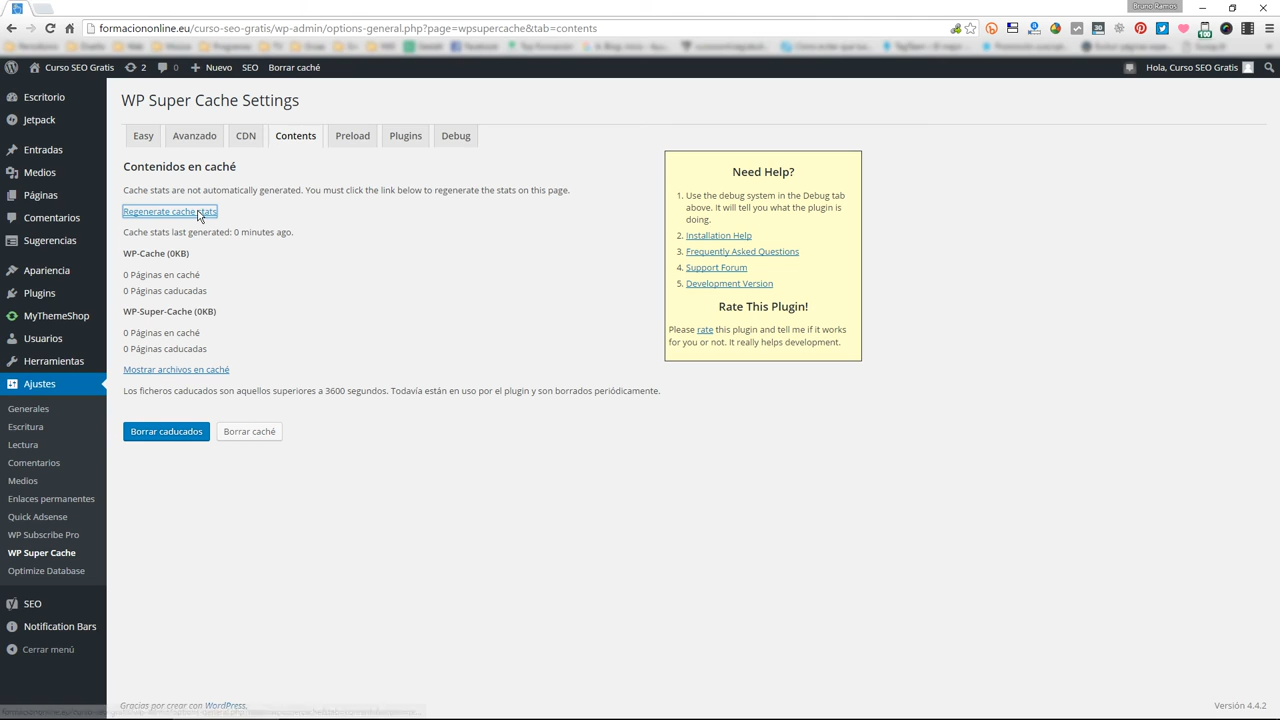 Bruno Ramos
formaciononline.eu/curso-seo-gratis/wp-admin/options-general.php?page=wpsupercache&tab=contents
Curso SEO Gratis
2
0
Nuevo
SEO
Borrar caché
Hola, Curso SEO Gratis
Escritorio
Jetpack
Entradas
Medios
Páginas
Comentarios
Sugerencias
Apariencia
Plugins
MyThemeShop
Usuarios
Herramientas
Ajustes
Generales
Escritura
Lectura
Comentarios
Medios
Enlaces permanentes
Quick Adsense
WP Subscribe Pro
WP Super Cache
Optimize Database
SEO
Notification Bars
Cerrar menú
WP Super Cache Settings
Easy
Avanzado
CDN
Contents
Preload
Plugins
Debug
Contenidos en caché
Cache stats are not automatically generated. You must click the link below to regenerate the stats on this page.
Regenerate cache stats
Cache stats last generated: 0 minutes ago.
WP-Cache (0KB)
0 Páginas en caché
0 Páginas caducadas
WP-Super-Cache (0KB)
0 Páginas en caché
0 Páginas caducadas
Mostrar archivos en caché
Los ficheros caducados son aquellos superiores a 3600 segundos. Todavía están en uso por el plugin y son borrados periódicamente.
Borrar caducados
Borrar caché
Need Help?
1. Use the debug system in the Debug tab
above. It will tell you what the plugin is
doing.
2. Installation Help
3. Frequently Asked Questions
4. Support Forum
5. Development Version
Rate This Plugin!
Please rate this plugin and tell me if it works
for you or not. It really helps development.
Gracias por crear con WordPress.
Versión 4.4.2